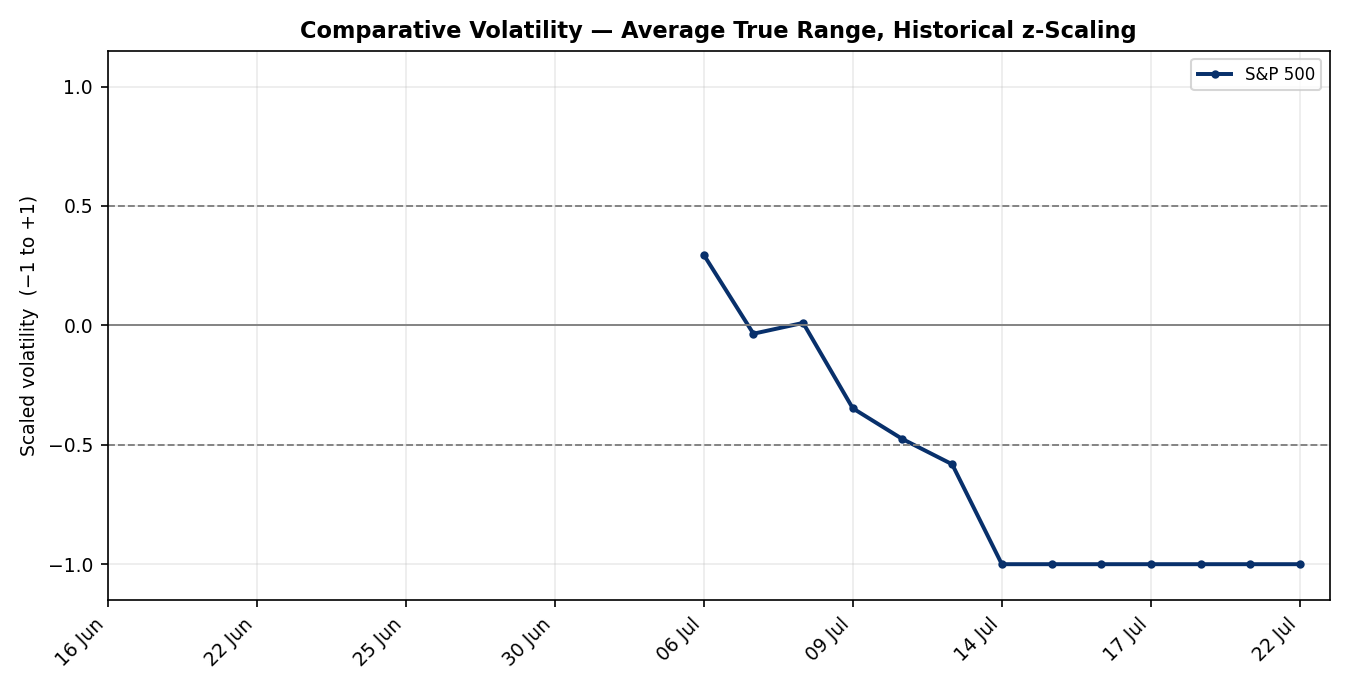 Comparative Volatility — Average True Range, Historical z-Scaling
S&P 500
1.0
0.5
0.0
−0.5
−1.0
Scaled volatility (−1 to +1)
16 Jun
22 Jun
25 Jun
30 Jun
06 Jul
09 Jul
14 Jul
17 Jul
22 Jul